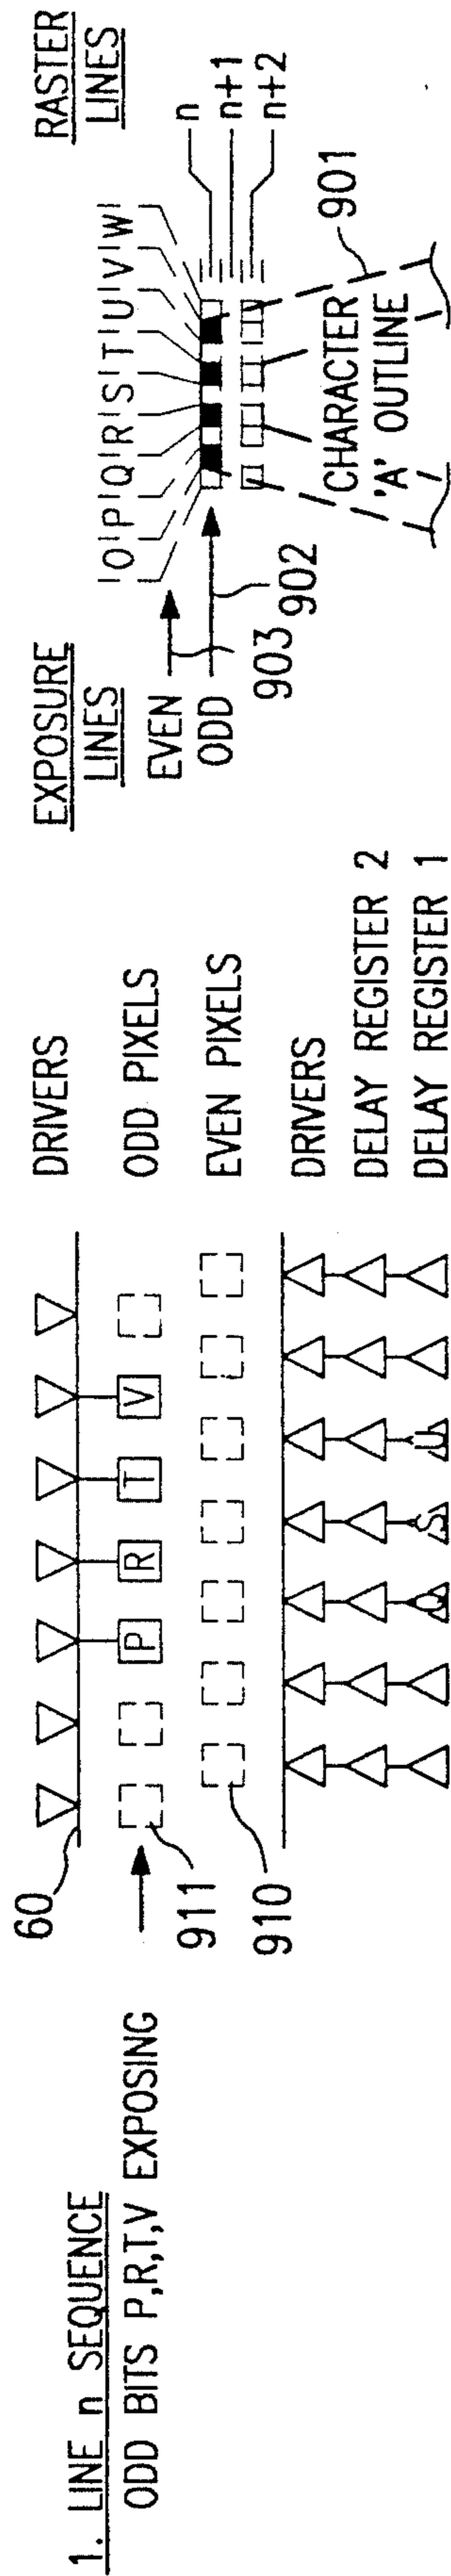 1. LINE n SEQUENCE
ODD BITS P,R,T,V EXPOSING
60
911
910
P R T V
Q S U
DRIVERS
ODD PIXELS
EVEN PIXELS
DRIVERS
DELAY REGISTER 2
DELAY REGISTER 1
EXPOSURE
LINES
EVEN
ODD
903
902
O P Q R S T U V W
RASTER
LINES
n
n+1
n+2
901
CHARACTER
'A' OUTLINE